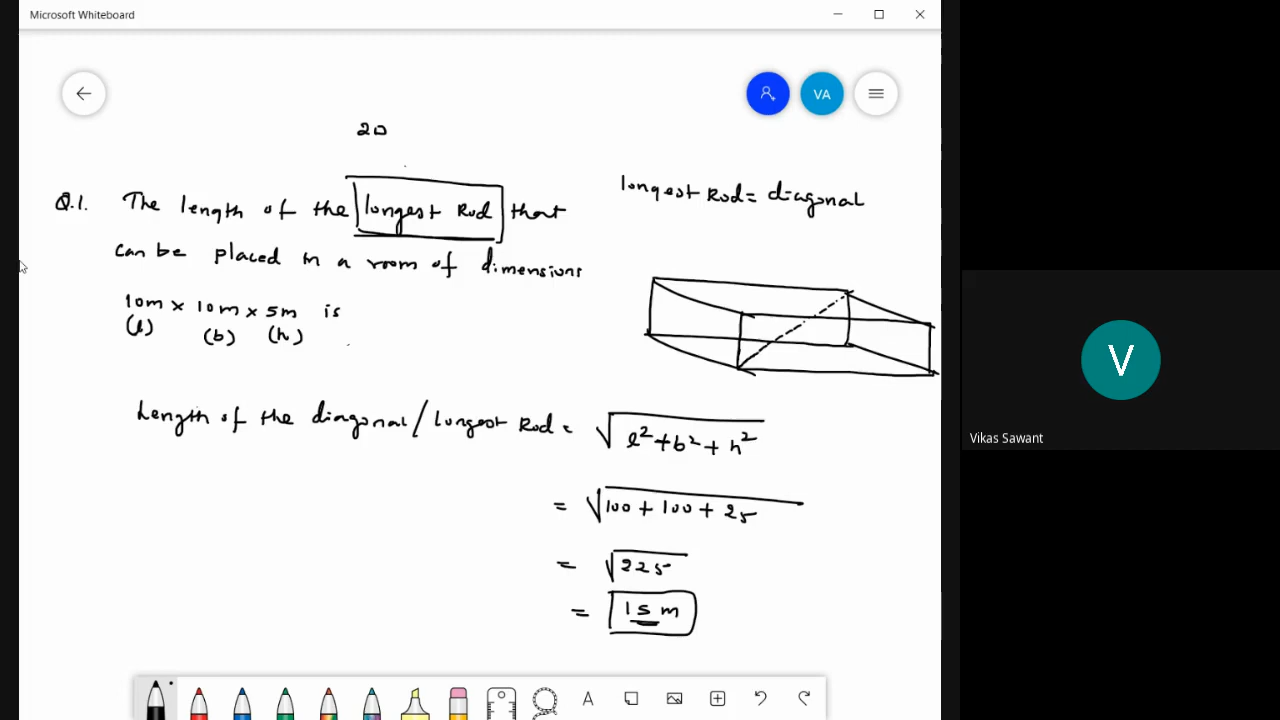 Microsoft Whiteboard
VA
20
Q.1. The length of the longest Rod that
can be placed in a room of dimensions
10m × 10m × 5m is
(l) (b) (h)
longest Rod = diagonal
Length of the diagonal/longest Rod = √l²+b²+h²
= √100+100+25
= √225
= 15 m
V
Vikas Sawant
A